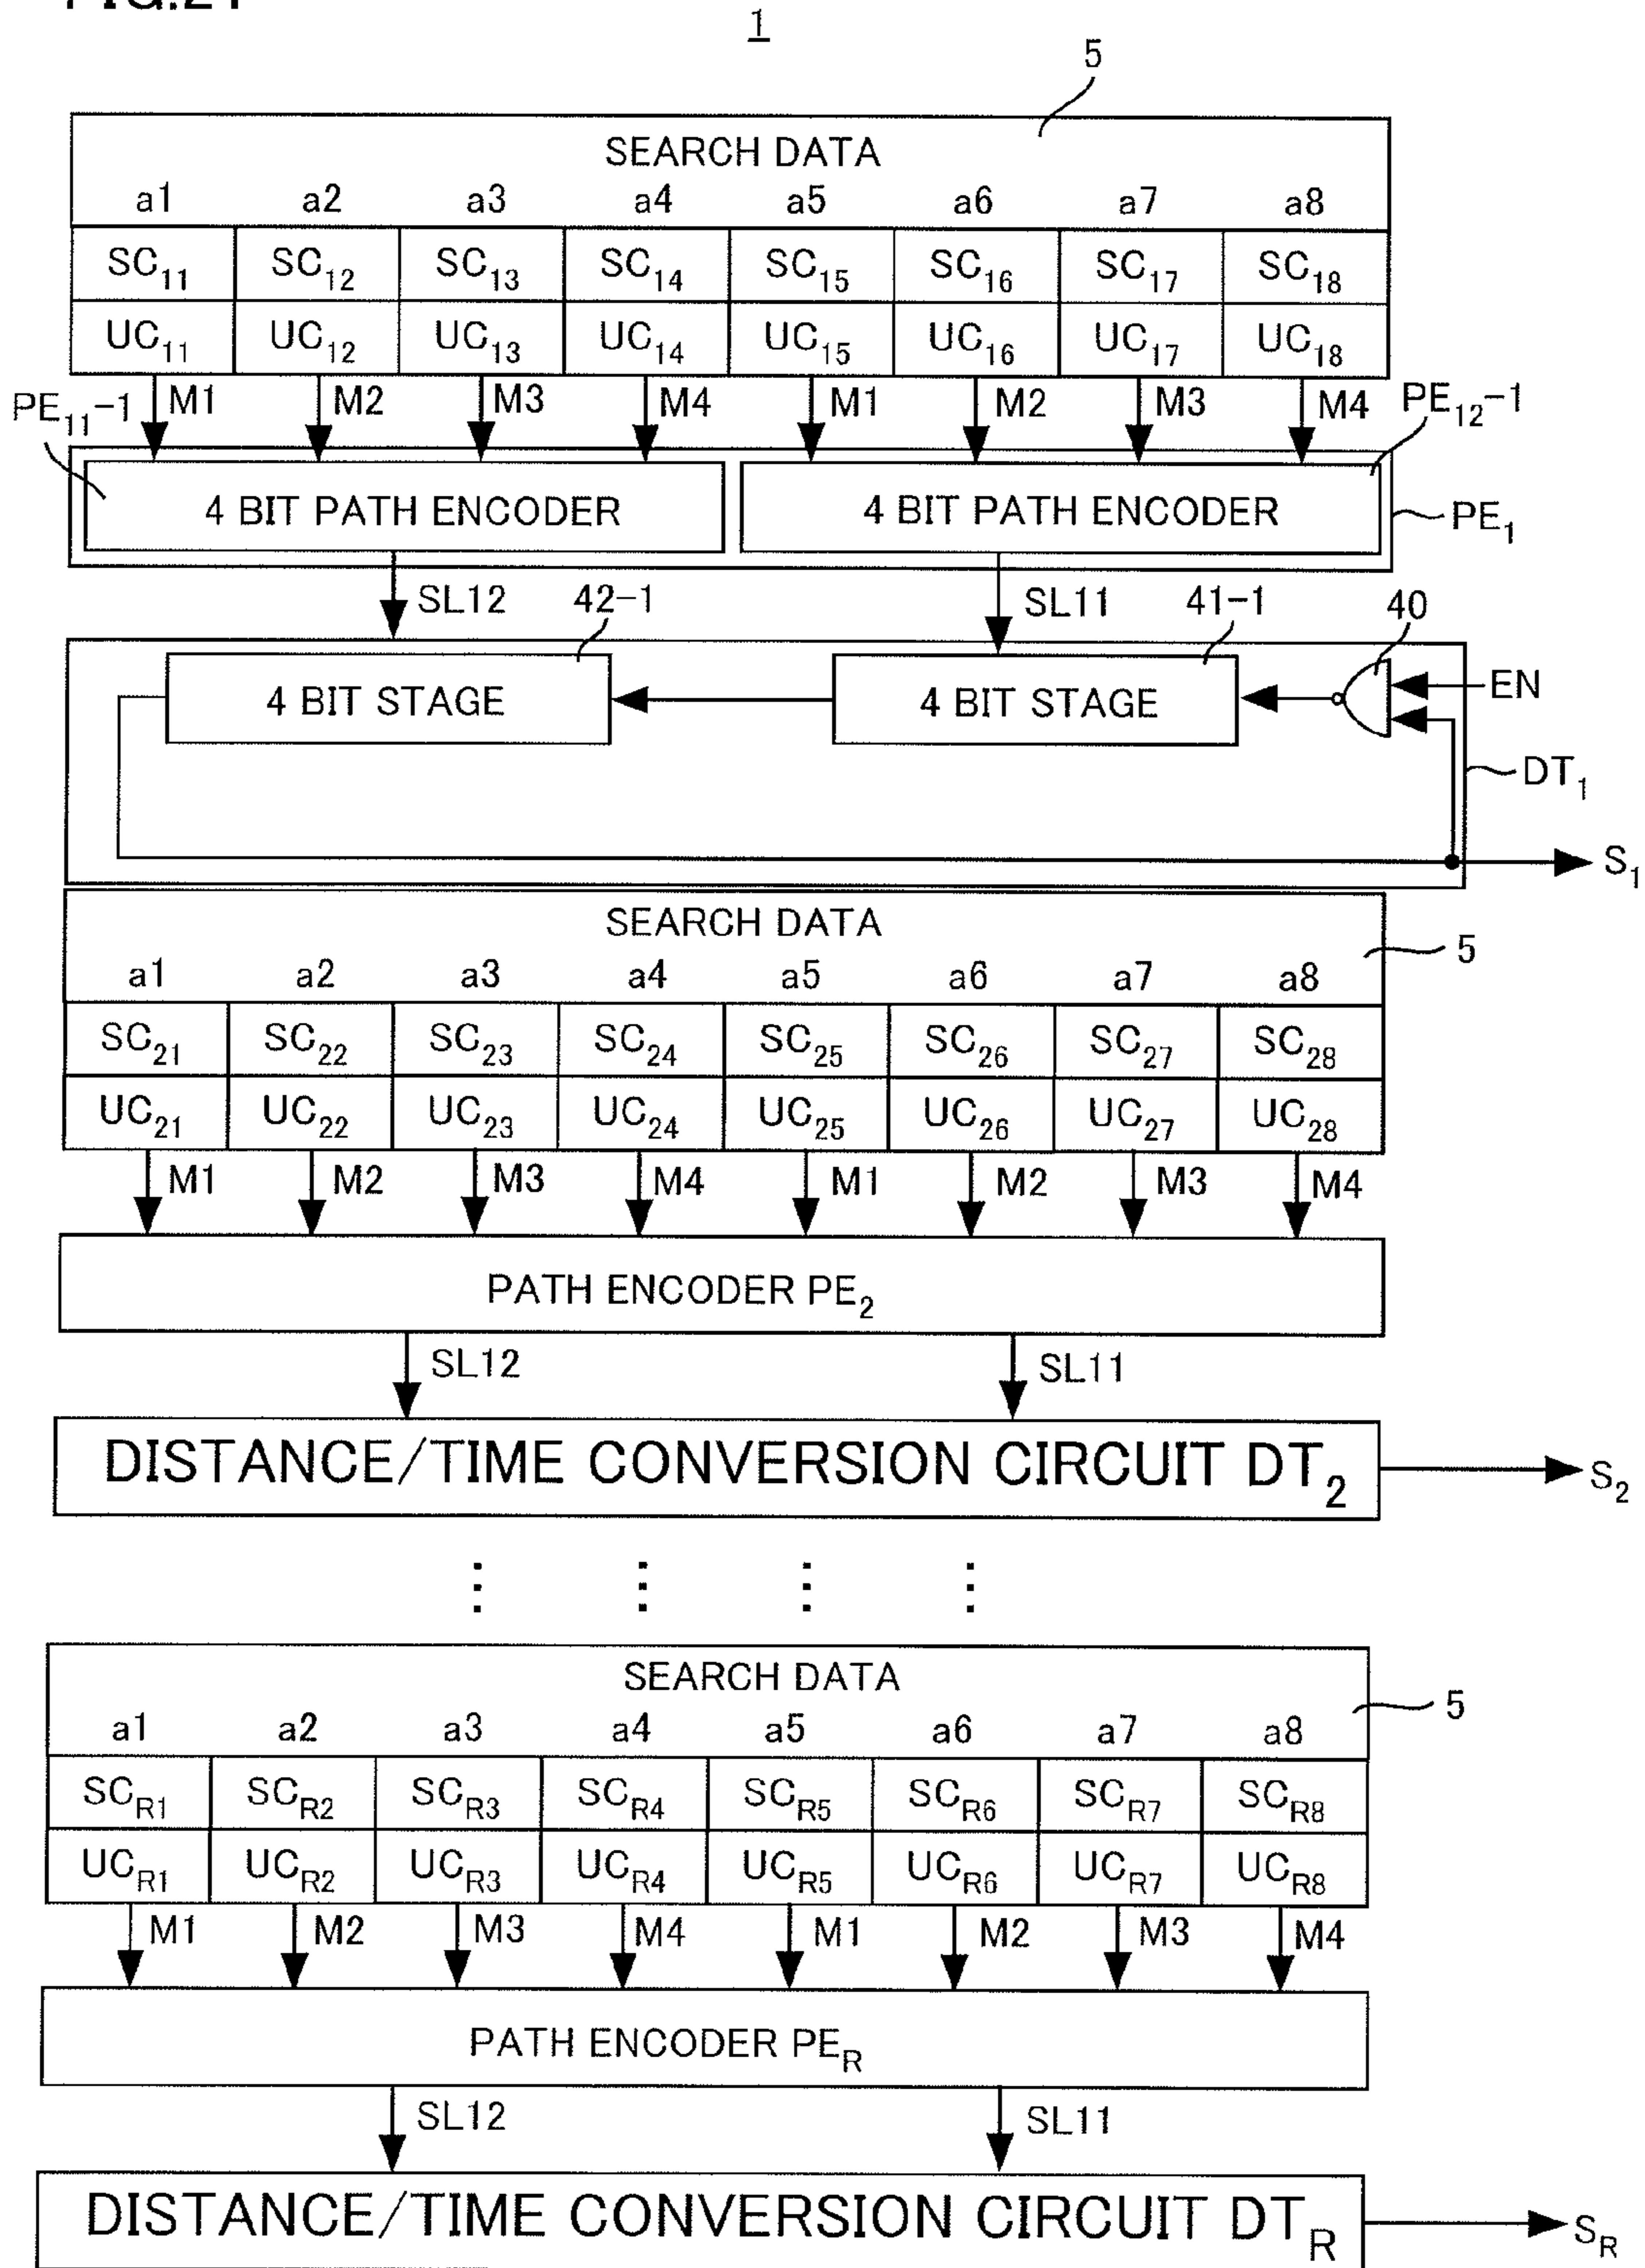 1
5
SEARCH DATA
a1 a2 a3 a4 a5 a6 a7 a8
SC11 SC12 SC13 SC14 SC15 SC16 SC17 SC18
UC11 UC12 UC13 UC14 UC15 UC16 UC17 UC18
PE11-1 M1 M2 M3 M4 M1 M2 M3 M4 PE12-1
4 BIT PATH ENCODER 4 BIT PATH ENCODER PE1
SL12 42-1 SL11 41-1 40
4 BIT STAGE 4 BIT STAGE EN
DT1
S1
SEARCH DATA
5
a1 a2 a3 a4 a5 a6 a7 a8
SC21 SC22 SC23 SC24 SC25 SC26 SC27 SC28
UC21 UC22 UC23 UC24 UC25 UC26 UC27 UC28
M1 M2 M3 M4 M1 M2 M3 M4
PATH ENCODER PE2
SL12 SL11
DISTANCE/TIME CONVERSION CIRCUIT DT2 S2
SEARCH DATA
5
a1 a2 a3 a4 a5 a6 a7 a8
SCR1 SCR2 SCR3 SCR4 SCR5 SCR6 SCR7 SCR8
UCR1 UCR2 UCR3 UCR4 UCR5 UCR6 UCR7 UCR8
M1 M2 M3 M4 M1 M2 M3 M4
PATH ENCODER PER
SL12 SL11
DISTANCE/TIME CONVERSION CIRCUIT DTR SR